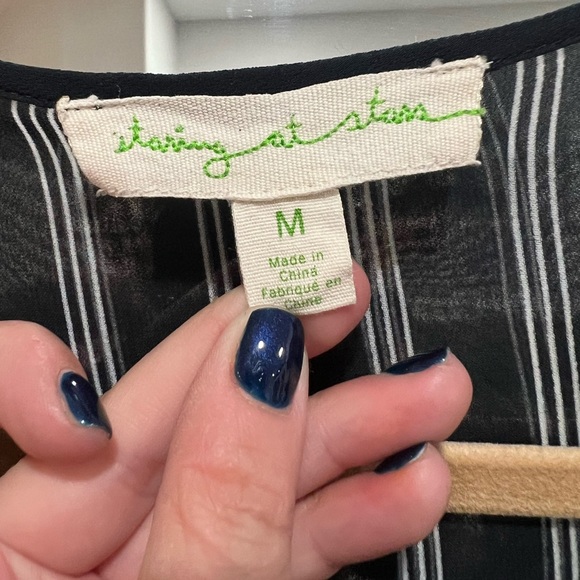 staring at stars
M
Made in
China
Fabriqué en
Chine